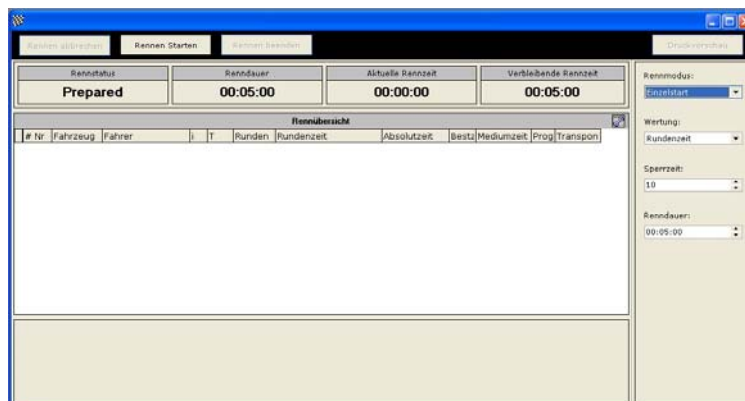 Rennen abbrechen Rennen Starten Rennen beenden Druckvorschau
Rennstatus Renndauer Aktuelle Rennzeit Verbleibende Rennzeit
Prepared 00:05:00 00:00:00 00:05:00
Rennübersicht
# Nr Fahrzeug Fahrer i T Runden Rundenzeit Absolutzeit Bestz Mediumzeit Prog Transpon
Rennmodus:
Einzelstart
Wertung:
Rundenzeit
Sperrzeit:
10
Renndauer:
00:05:00